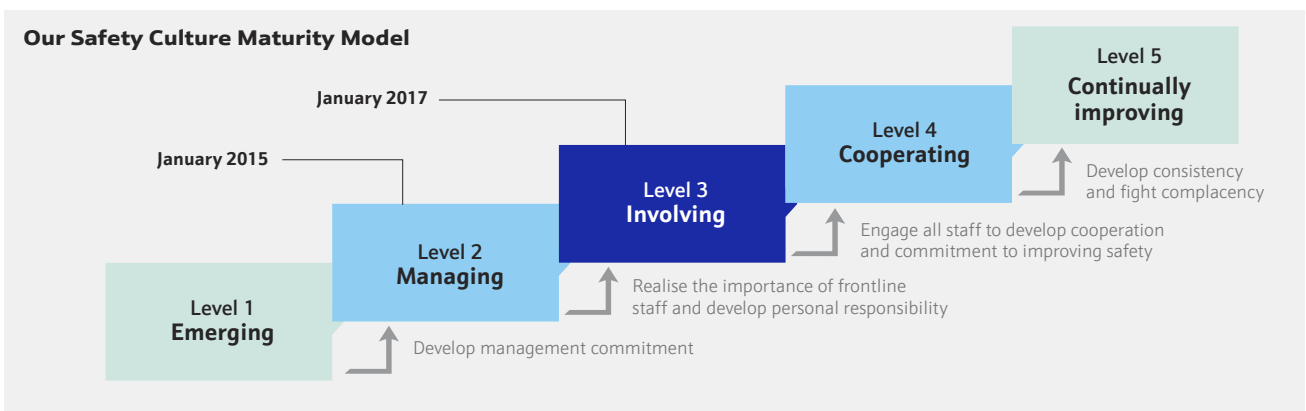 Our Safety Culture Maturity Model
Level 5
Continually
improving
January 2017
Level 4
Cooperating
January 2015
Develop consistency
and fight complacency
Level 3
Involving
Engage all staff to develop cooperation
and commitment to improving safety
Level 2
Managing
Realise the importance of frontline
staff and develop personal responsibility
Level 1
Emerging
Develop management commitment